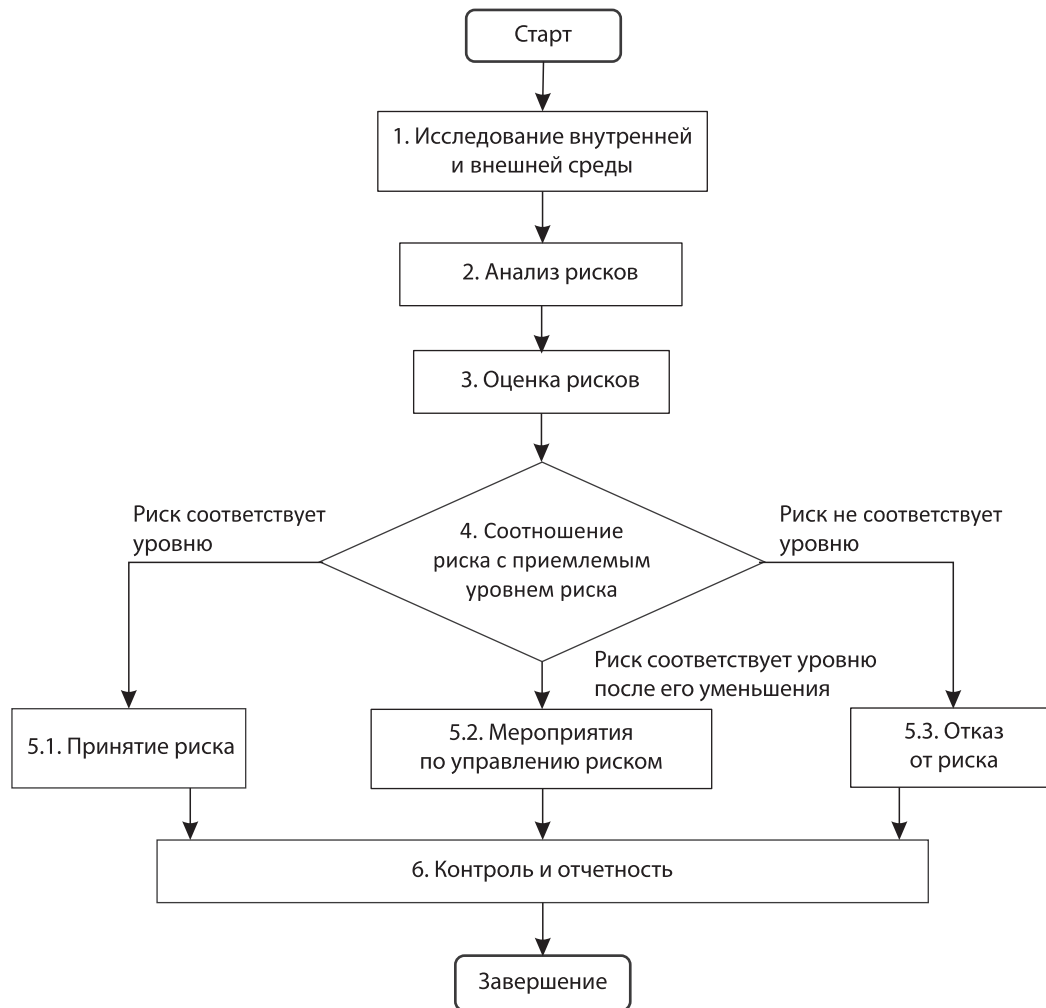 Старт
1. Исследование внутренней
и внешней среды
2. Анализ рисков
3. Оценка рисков
Риск соответствует
уровню
4. Соотношение
риска с приемлемым
уровнем риска
Риск не соответствует
уровню
Риск соответствует уровню
после его уменьшения
5.1. Принятие риска
5.2. Мероприятия
по управлению риском
5.3. Отказ
от риска
6. Контроль и отчетность
Завершение